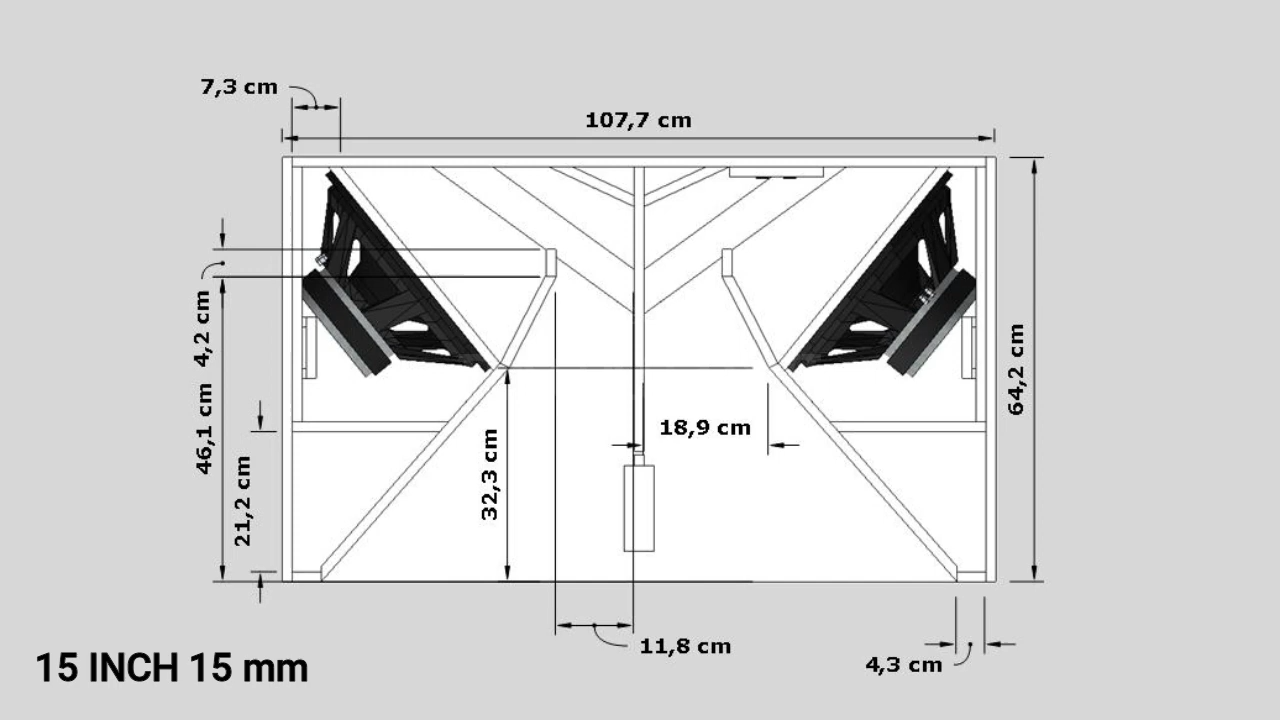 7,3 cm
107,7 cm
4,2 cm
46,1 cm
21,2 cm
32,3 cm
18,9 cm
64,2 cm
11,8 cm
4,3 cm
15 INCH 15 mm